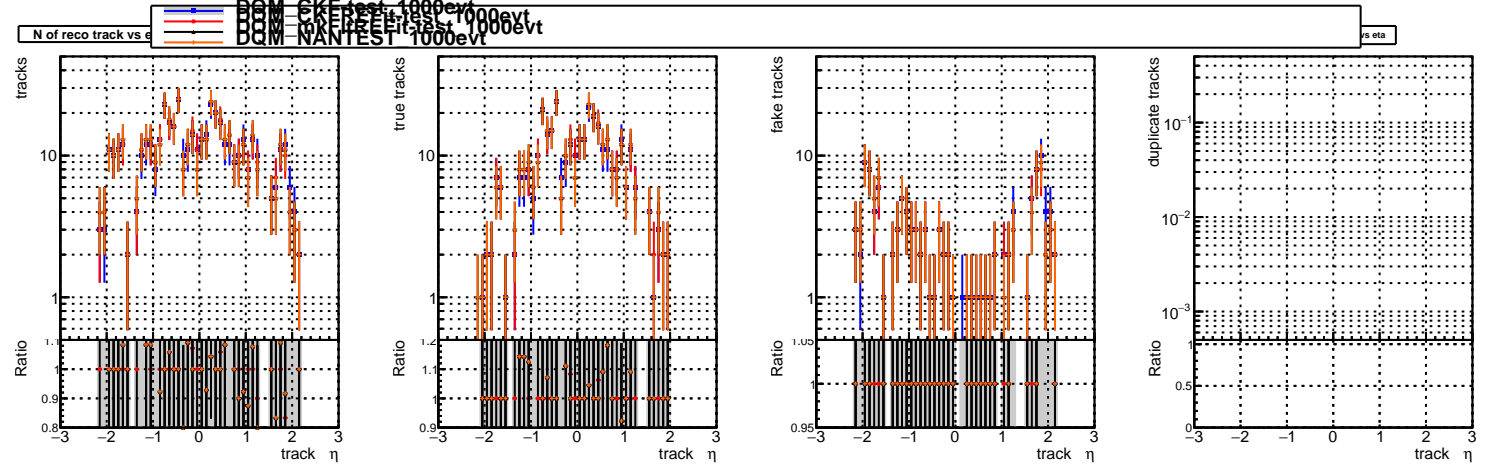 DQM_CKF-test_1000evt
DQM_CKFREFit-test_1000evt
DQM_mkFitREFit-test_1000evt
DQM_NANTEST_1000evt
N of reco track vs e
vs eta
tracks
10
1
Ratio
1.1
1
0.9
0.8
−3 −2 −1 0 1 2 3
track η
true tracks
10
1
Ratio
1.2
1.1
1
0.9
−3 −2 −1 0 1 2 3
track η
fake tracks
10
1
Ratio
1.05
1
0.95
−3 −2 −1 0 1 2 3
track η
duplicate tracks
10−1
10−2
10−3
Ratio
1
0.5
0
−3 −2 −1 0 1 2 3
track η